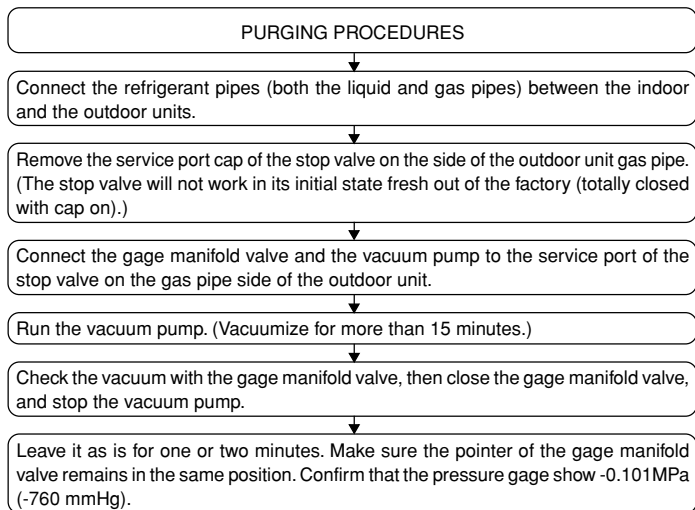 PURGING PROCEDURES
Connect the refrigerant pipes (both the liquid and gas pipes) between the indoor
and the outdoor units.
Remove the service port cap of the stop valve on the side of the outdoor unit gas pipe.
(The stop valve will not work in its initial state fresh out of the factory (totally closed
with cap on).)
Connect the gage manifold valve and the vacuum pump to the service port of the
stop valve on the gas pipe side of the outdoor unit.
Run the vacuum pump. (Vacuumize for more than 15 minutes.)
Check the vacuum with the gage manifold valve, then close the gage manifold valve,
and stop the vacuum pump.
Leave it as is for one or two minutes. Make sure the pointer of the gage manifold
valve remains in the same position. Confirm that the pressure gage show -0.101MPa
(-760 mmHg).